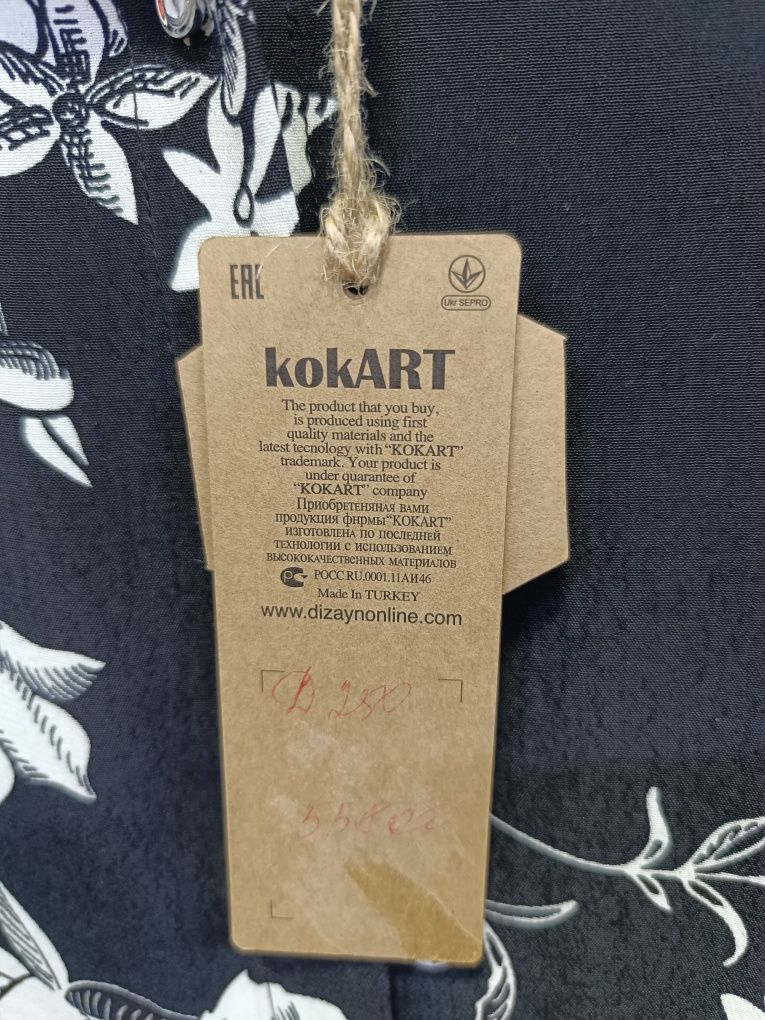 EAC
Ukr SEPRO
kokART
The product that you buy,
is produced using first
quality materials and the
latest tecnology with “KOKART”
trademark. Your product is
under quarantee of
“KOKART” company
Приобретеняная вами
продукция фнрмы “KOKART”
изготовлена по последней
технологии с использованием
высококачественных материалов
РОСС RU.0001.11АИ46
Made In TURKEY
www.dizaynonline.com